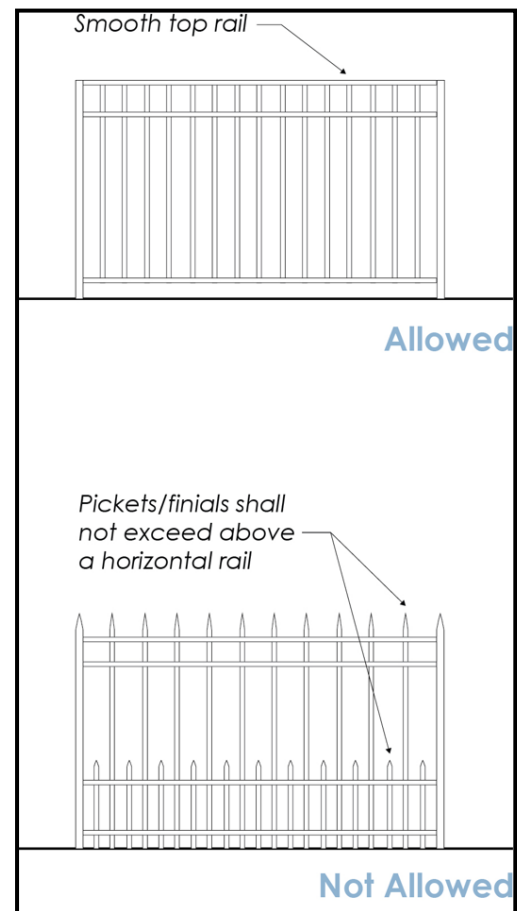 Smooth top rail
Allowed
Pickets/finials shall
not exceed above
a horizontal rail
Not Allowed